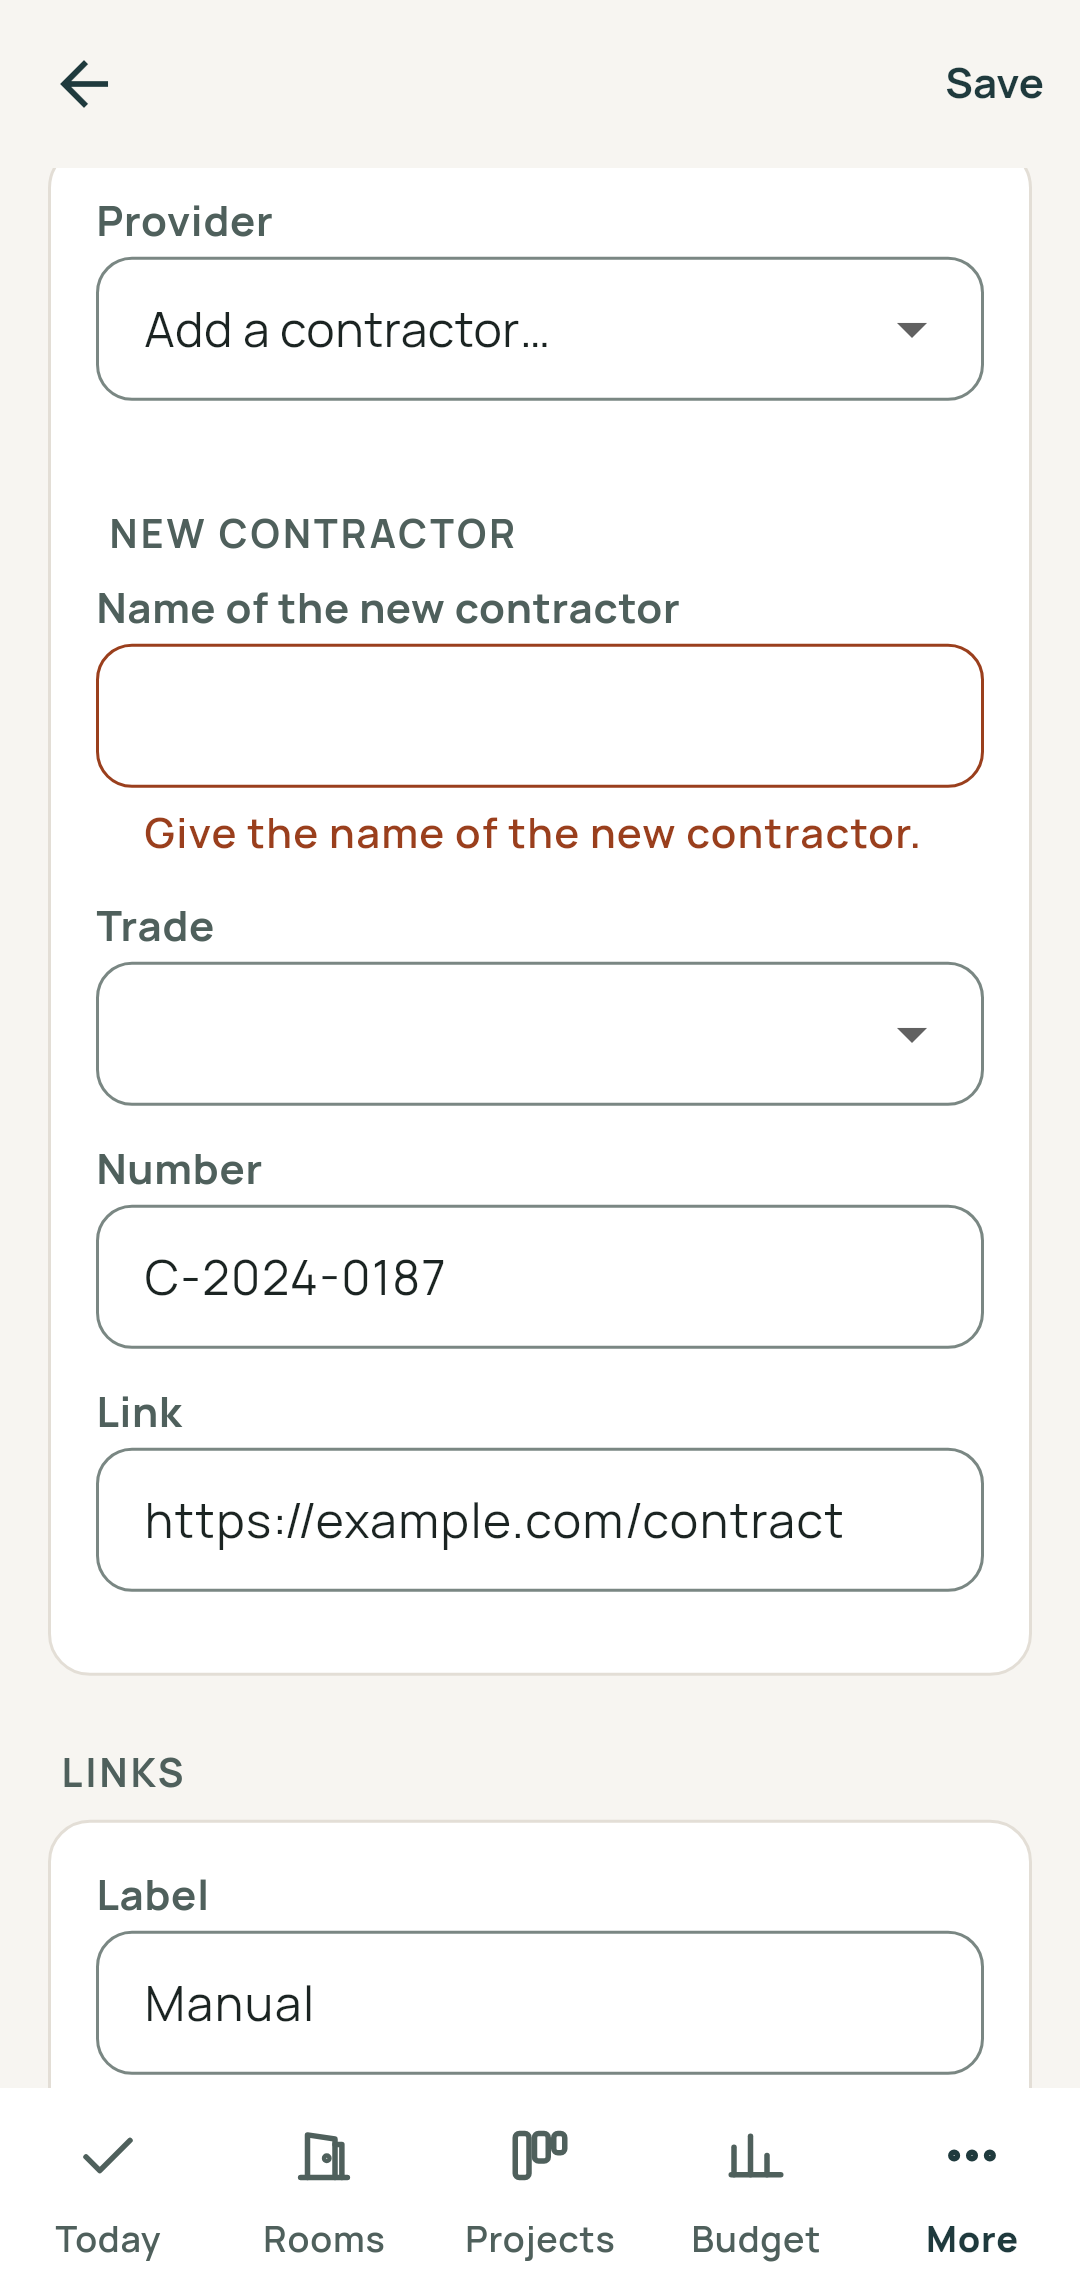 Save
Provider
Add a contractor...
NEW CONTRACTOR
Name of the new contractor
Give the name of the new contractor.
Trade
Number
C-2024-0187
Link
https://example.com/contract
LINKS
Label
Manual
Today
Rooms
Projects
Budget
More